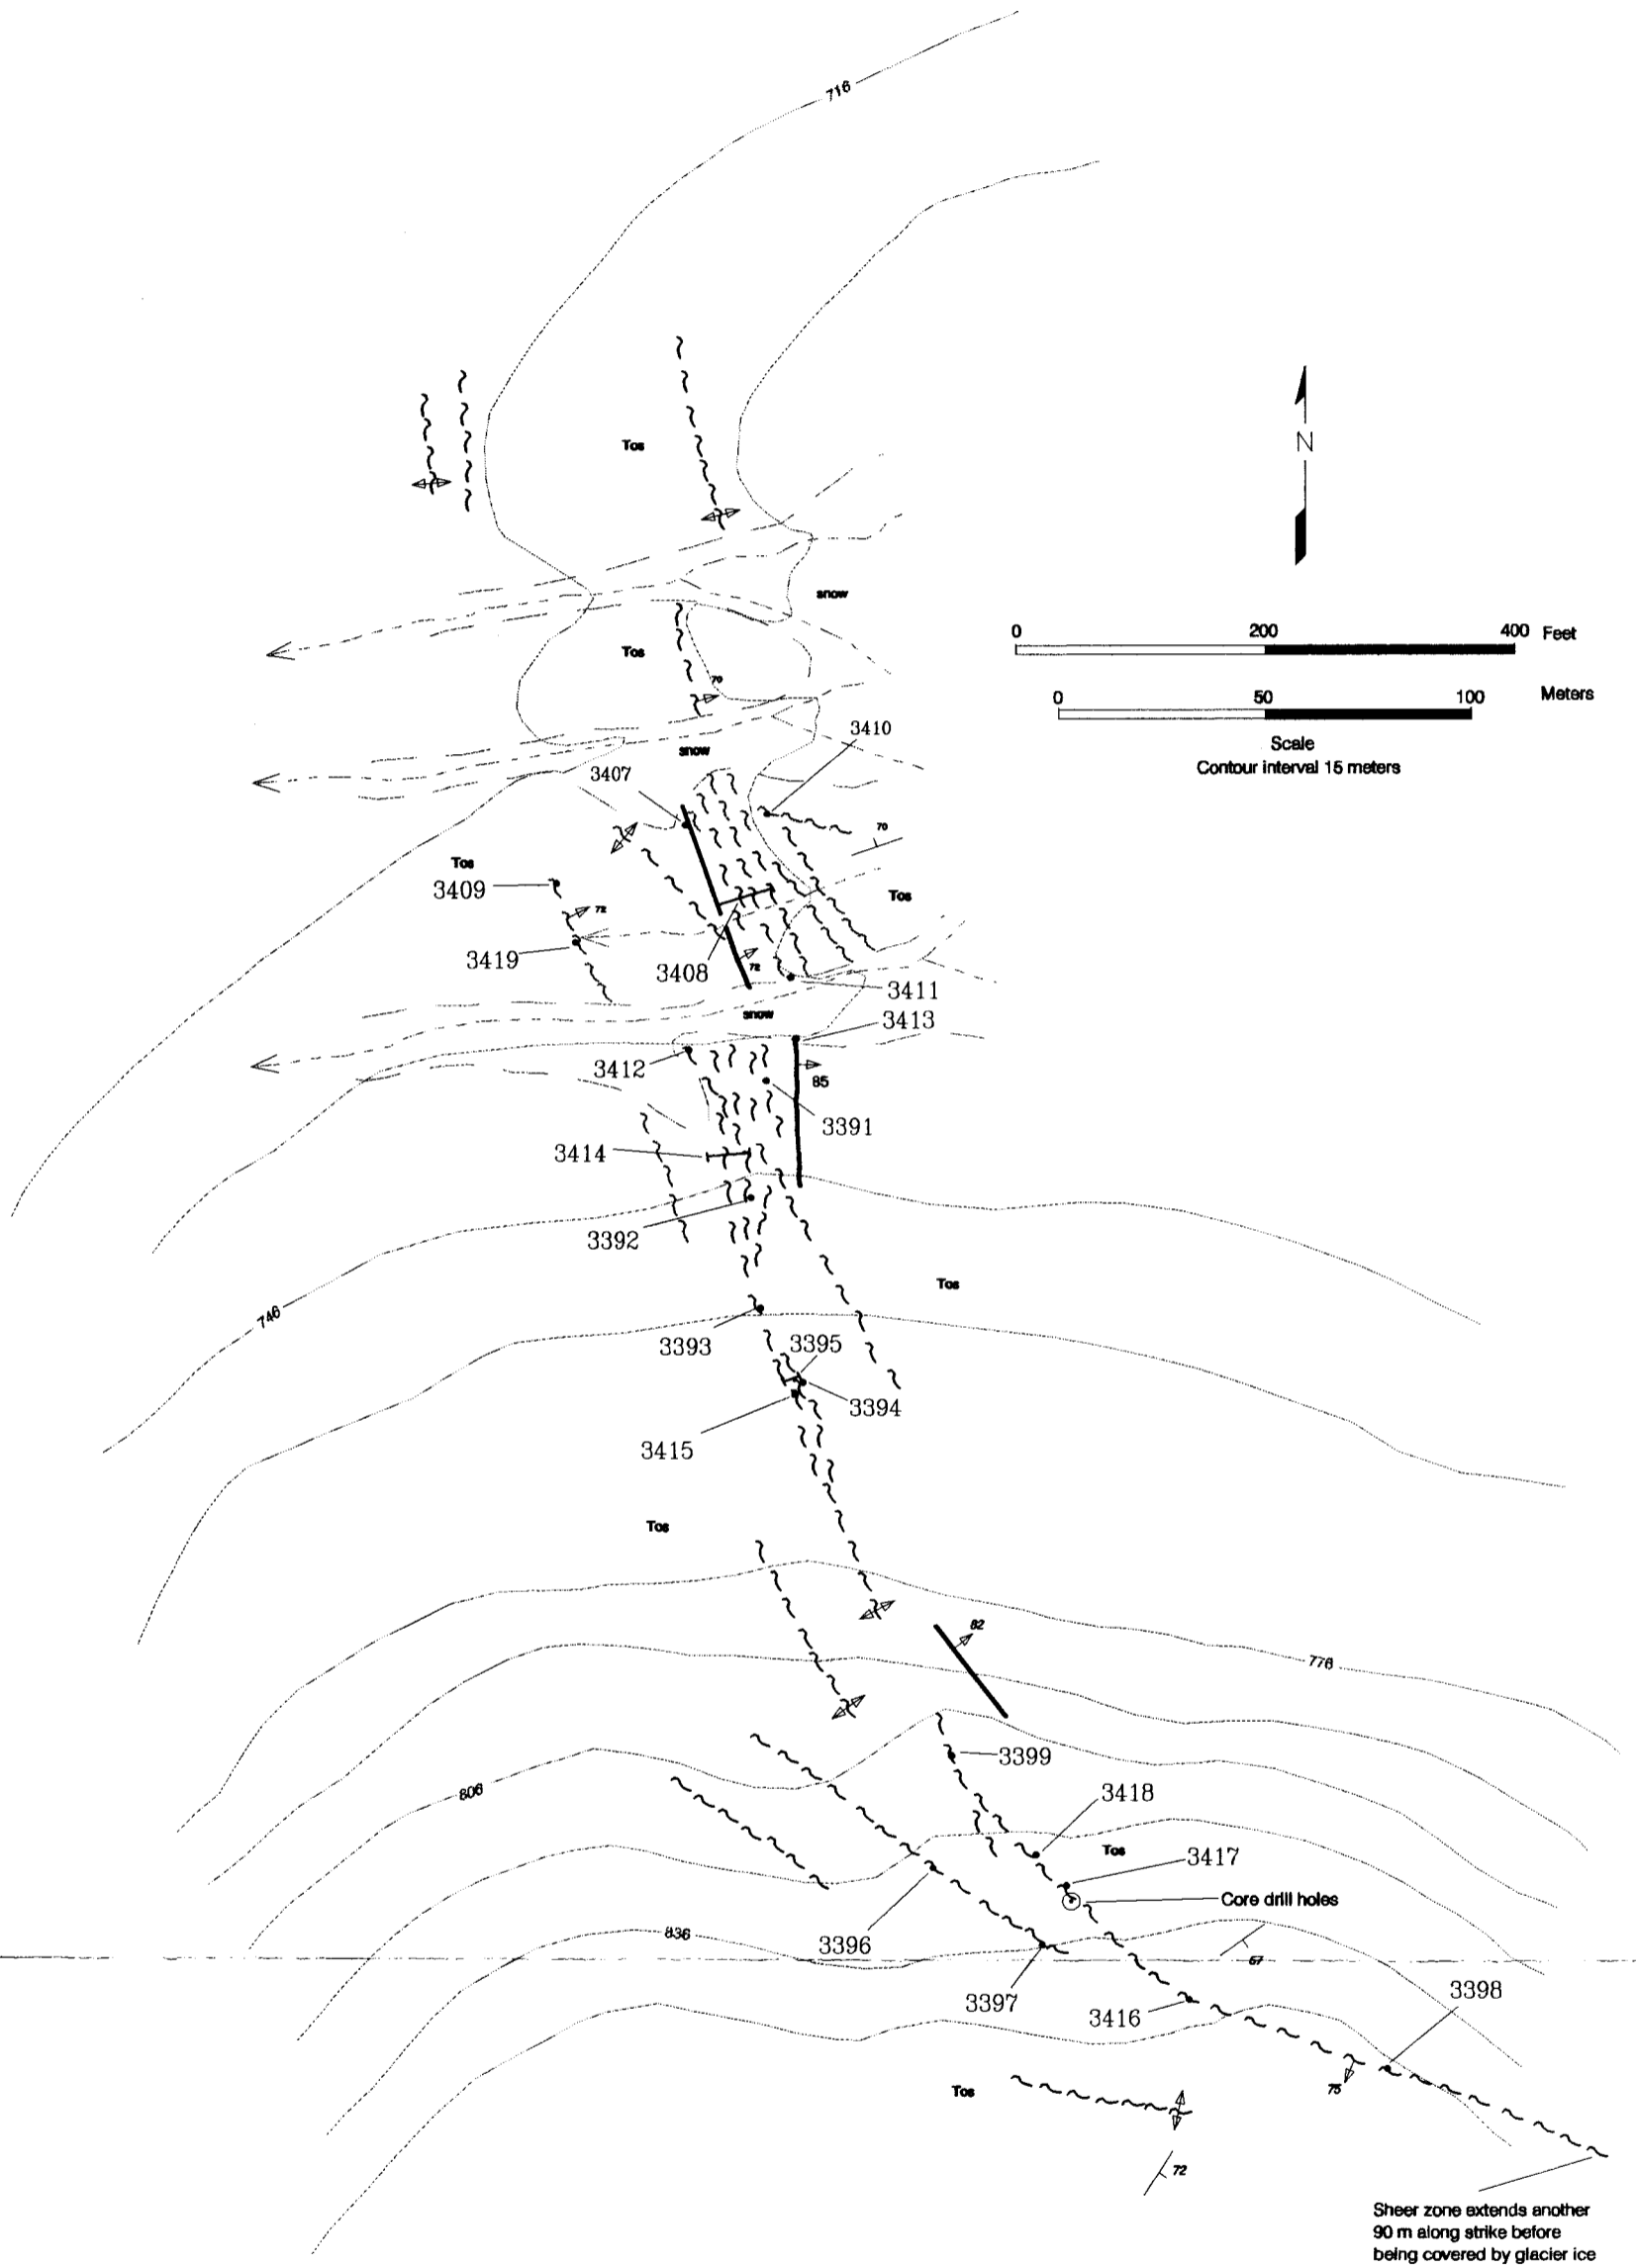 716
Tos
N
snow
0 200 400 Feet
Tos
70
0 50 100 Meters
3410
Scale
snow
Contour interval 15 meters
3407
70
Tos
3409
Tos
72
3419
3408
72
3411
snow
3413
3412
85
3391
3414
3392
Tos
746
3393
3395
3394
3415
Tos
82
776
3399
806
3418
Tos
3417
Core drill holes
836
3396
67
3397
3398
3416
75
Tos
72
Sheer zone extends another
90 m along strike before
being covered by glacier ice